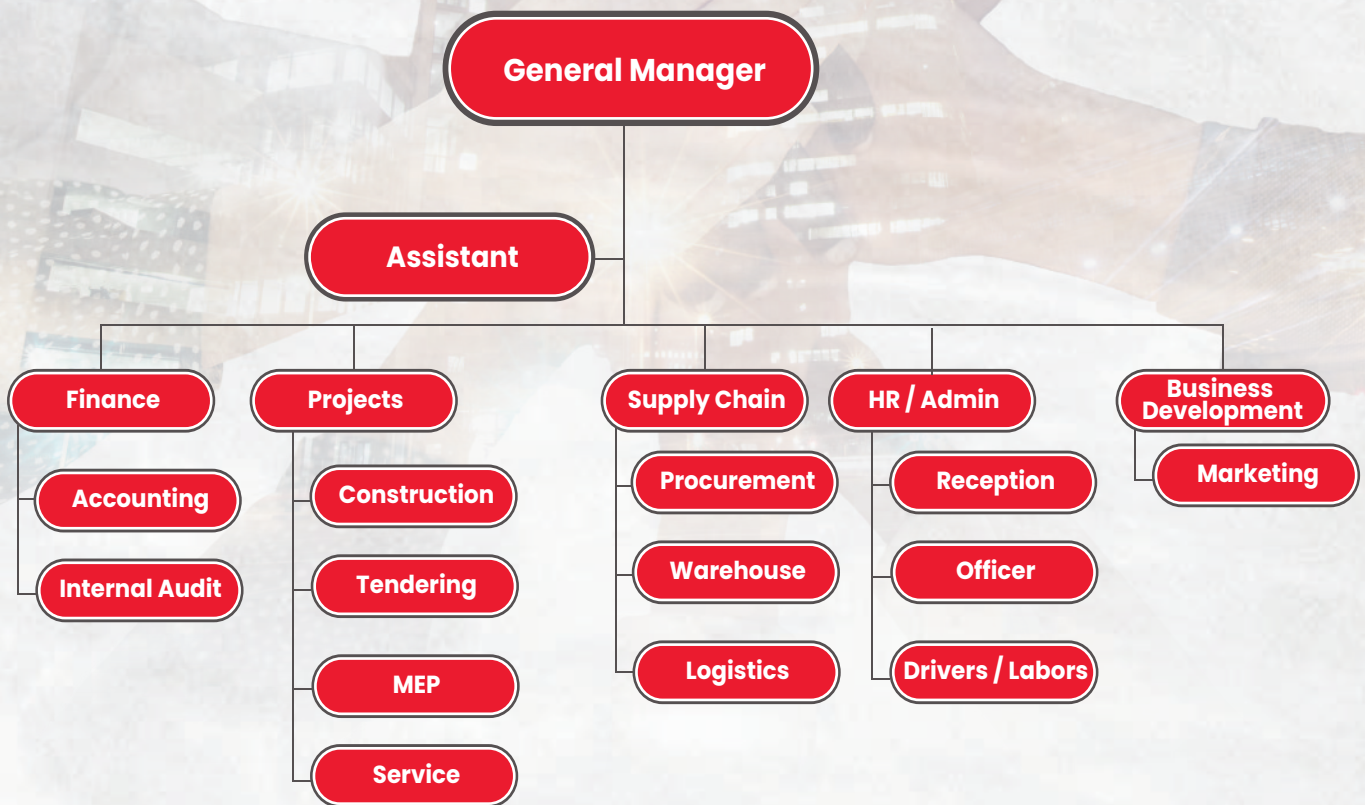 General Manager
Assistant
Finance
Projects
Supply Chain
HR / Admin
Business
Development
Accounting
Internal Audit
Construction
Tendering
MEP
Service
Procurement
Warehouse
Logistics
Reception
Officer
Drivers / Labors
Marketing